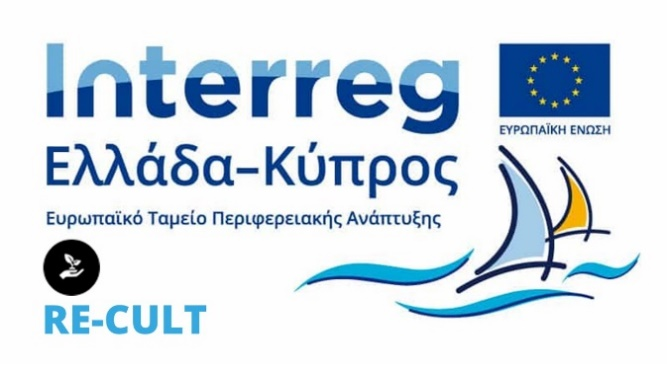 Interreg
ΕΥΡΩΠΑΪΚΗ ΕΝΩΣΗ
Ελλάδα-Κύπρος
Ευρωπαϊκό Ταμείο Περιφερειακής Ανάπτυξης
RE-CULT